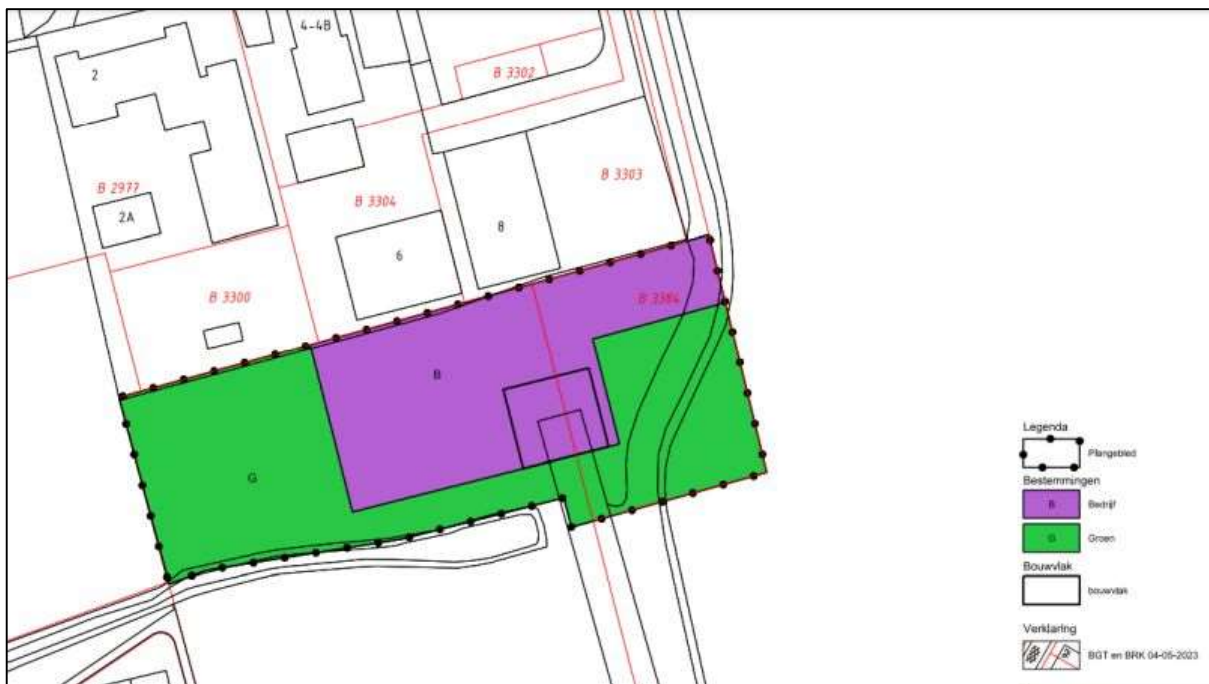 4-4B
2
B 3302
B 2977
2A
B 3304
B 3303
8
6
B 3300
B 3304
B
G
Legenda
Plangebied
Bestemmingen
B Bedrijf
G Groen
Bouwvlak
bouwvlak
Verklaring
BGT en BRK 04-05-2023